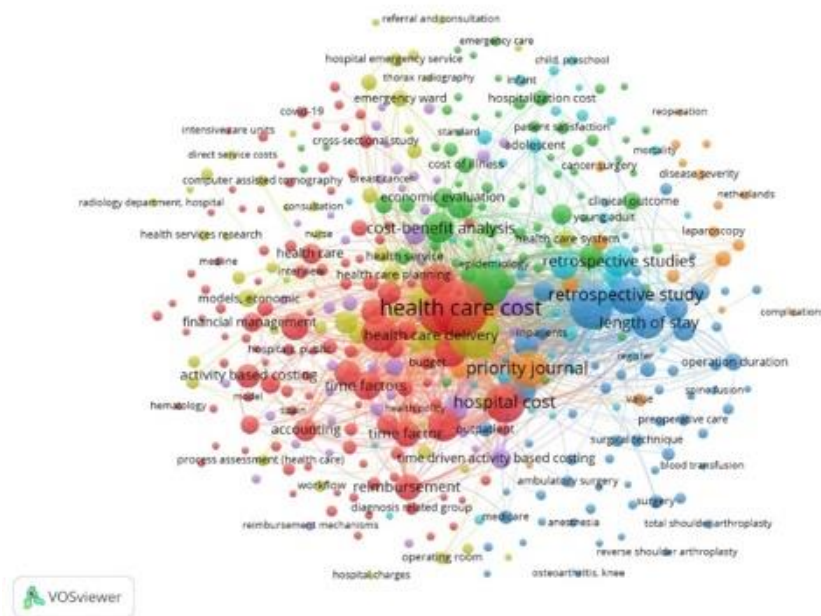 referral and consultation
emergency care
hospital emergency service
child, preschool
thorax radiography
infant
emergency ward
hospitalization cost
covid-19
reoperation
intensive care units
standard
patient satisfaction
cross-sectional study
adolescent
mortality
direct service costs
cost of illness
cancer surgery
disease severity
computer assisted tomography
breast cancer
netherlands
radiology department, hospital
consultation
economic evaluation
clinical outcome
young adult
health services research
nurse
cost-benefit analysis
laparoscopy
health care system
medline
health care
health service
retrospective studies
interview
health care planning
epidemiology
models, economic
retrospective study
health care cost
complication
financial management
length of stay
health care delivery
inpatients
hospitals, public
register
budget
operation duration
activity based costing
priority journal
time factors
spine fusion
model
value
hematology
health policy
hospital cost
preoperative care
accounting
time factor
outpatient
surgical technique
process assessment (health care)
time driven activity based costing
blood transfusion
workflow
reimbursement
ambulatory surgery
surgery
diagnosis related group
reimbursement mechanisms
medicare
anesthesia
total shoulder arthroplasty
operating room
reverse shoulder arthroplasty
hospital charges
osteoarthritis, knee
VOSviewer